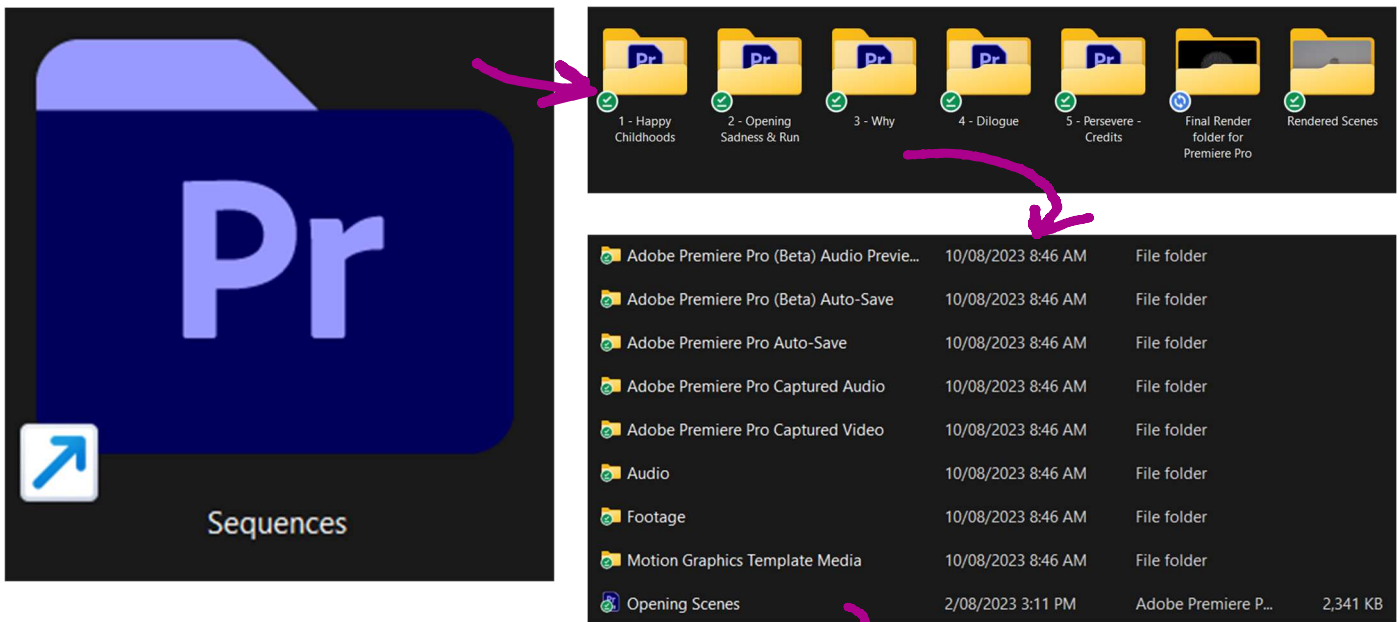 Pr
Sequences
Pr
Pr
Pr
Pr
Pr
1 - Happy
Childhoods
2 - Opening
Sadness & Run
3 - Why
4 - Dilogue
5 - Persevere -
Credits
Final Render
folder for
Premiere Pro
Rendered Scenes
Adobe Premiere Pro (Beta) Audio Previe... 10/08/2023 8:46 AM File folder
Adobe Premiere Pro (Beta) Auto-Save 10/08/2023 8:46 AM File folder
Adobe Premiere Pro Auto-Save 10/08/2023 8:46 AM File folder
Adobe Premiere Pro Captured Audio 10/08/2023 8:46 AM File folder
Adobe Premiere Pro Captured Video 10/08/2023 8:46 AM File folder
Audio 10/08/2023 8:46 AM File folder
Footage 10/08/2023 8:46 AM File folder
Motion Graphics Template Media 10/08/2023 8:46 AM File folder
Opening Scenes 2/08/2023 3:11 PM Adobe Premiere P... 2,341 KB